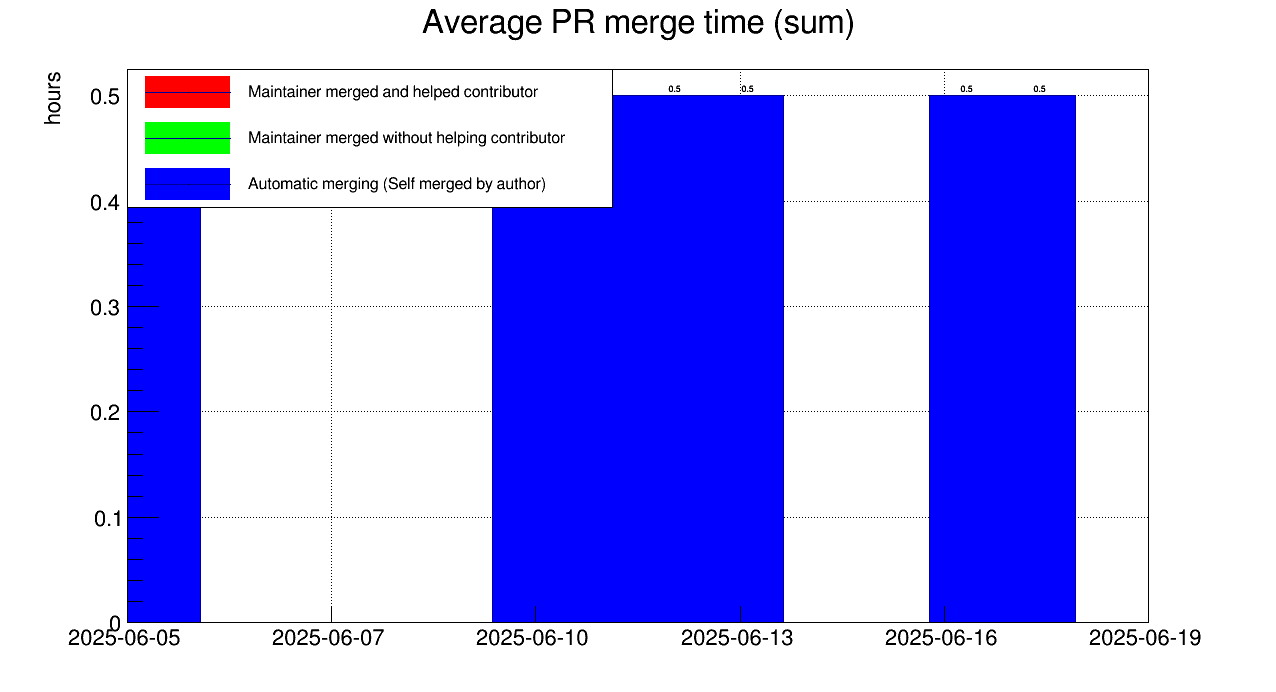 Average PR merge time (sum)
hours
Maintainer merged and helped contributor
Maintainer merged without helping contributor
Automatic merging (Self merged by author)
0.5 0.5 0.5 0.5
0.5
0.4
0.3
0.2
0.1
0
2025-06-05 2025-06-07 2025-06-10 2025-06-13 2025-06-16 2025-06-19